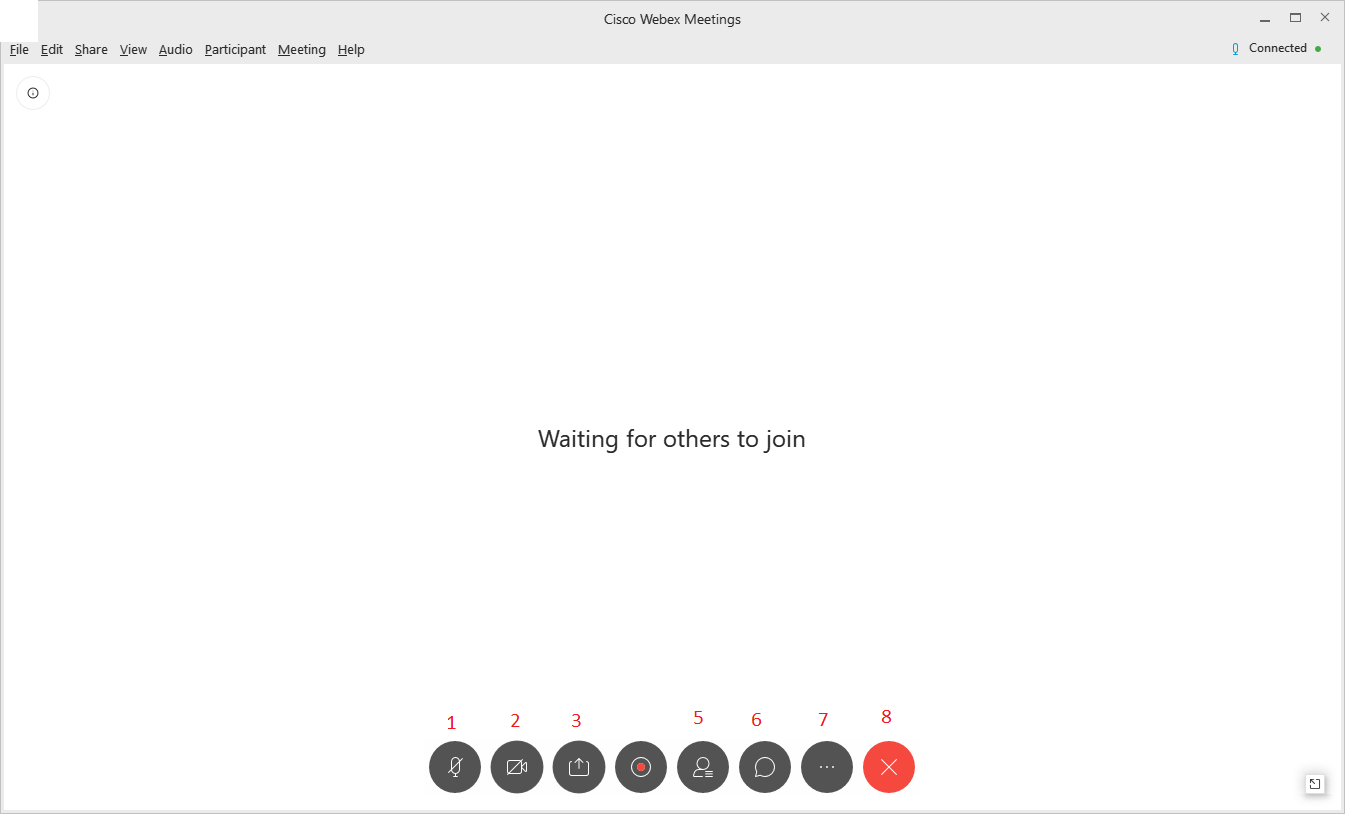 Cisco Webex Meetings
File Edit Share View Audio Participant Meeting Help
Connected
Waiting for others to join
1 2 3 5 6 7 8